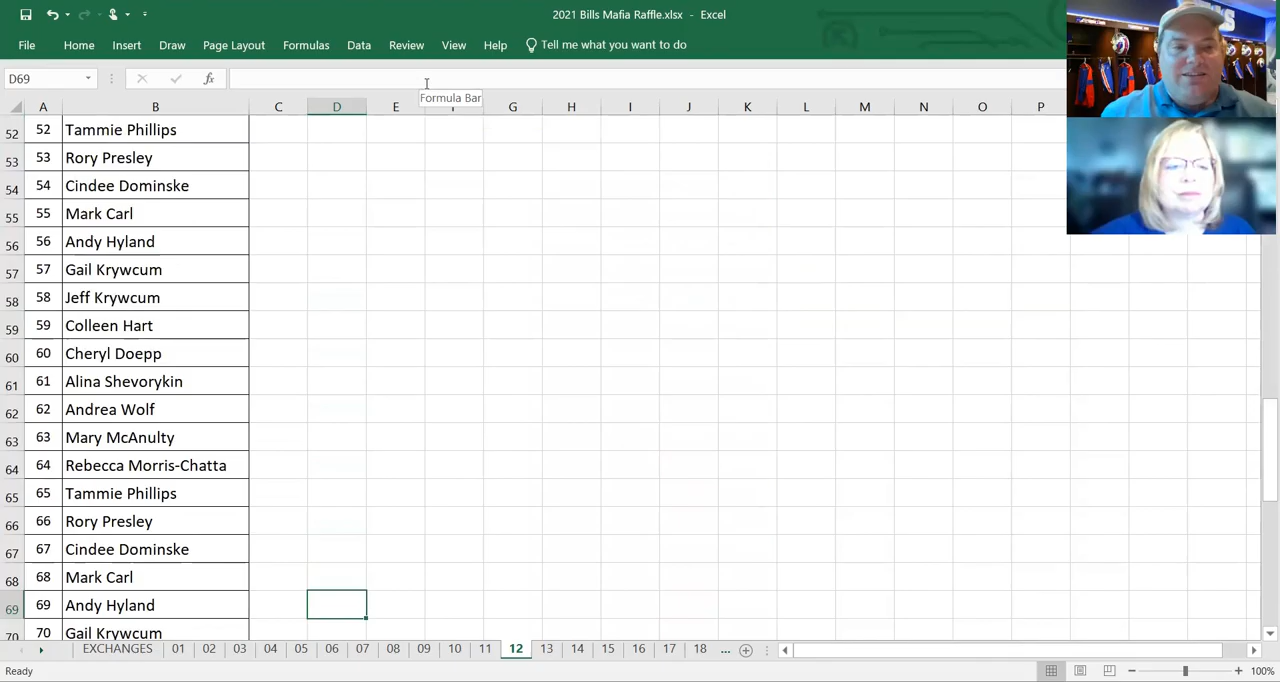 2021 Bills Mafia Raffle.xlsx - Excel
File Home Insert Draw Page Layout Formulas Data Review View Help Tell me what you want to do
D69 fx
Formula Bar
A B C D E G H I J K L M N O P
52 52 Tammie Phillips
53 53 Rory Presley
54 54 Cindee Dominske
55 55 Mark Carl
56 56 Andy Hyland
57 57 Gail Krywcum
58 58 Jeff Krywcum
59 59 Colleen Hart
60 60 Cheryl Doepp
61 61 Alina Shevorykin
62 62 Andrea Wolf
63 63 Mary McAnulty
64 64 Rebecca Morris-Chatta
65 65 Tammie Phillips
66 66 Rory Presley
67 67 Cindee Dominske
68 68 Mark Carl
69 69 Andy Hyland
70 70 Gail Krywcum
EXCHANGES 01 02 03 04 05 06 07 08 09 10 11 12 13 14 15 16 17 18 ...
Ready 100%